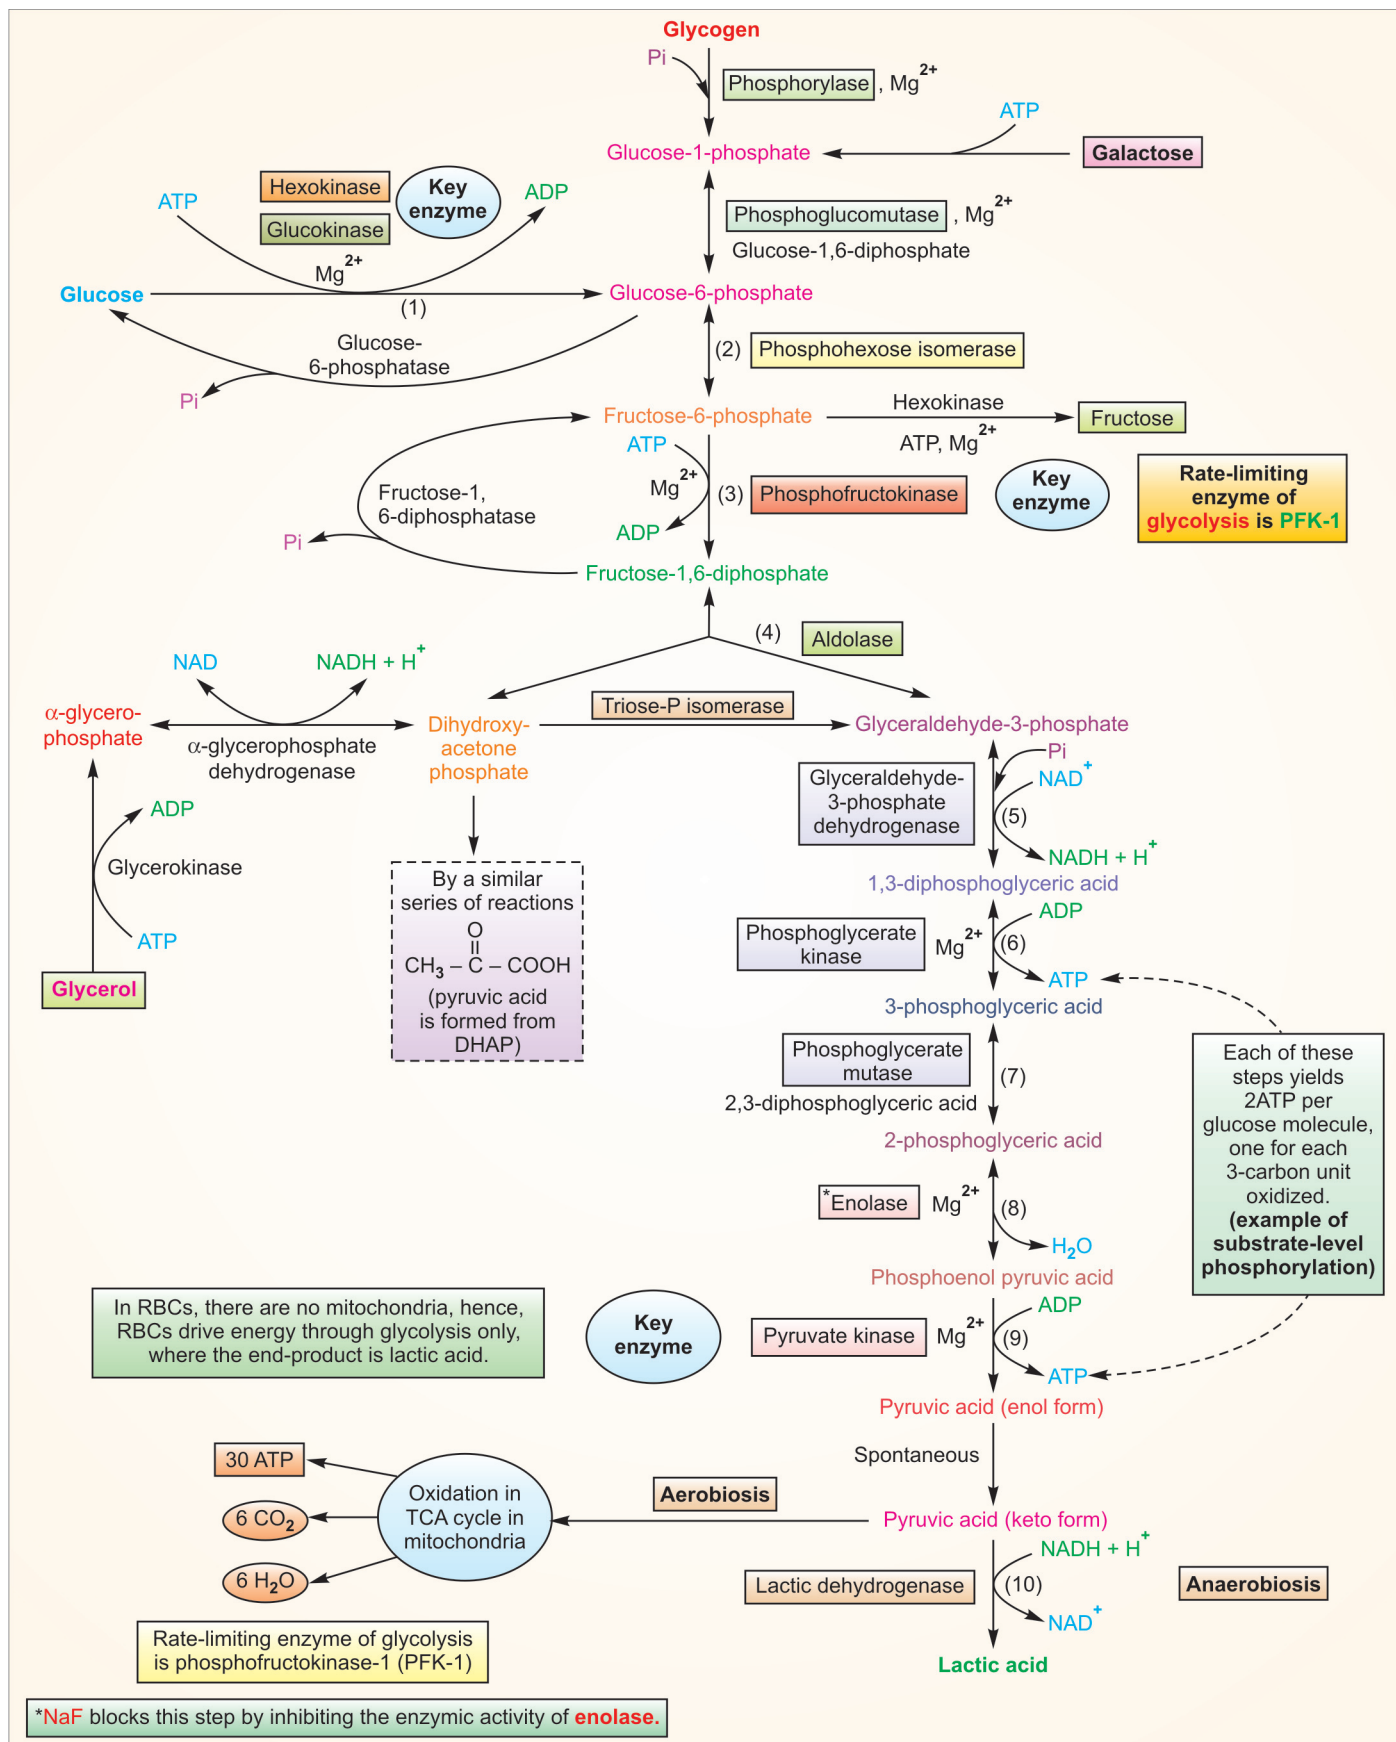 Glycogen
Pi
Phosphorylase , Mg2+
ATP
Glucose-1-phosphate
Galactose
Hexokinase
Key
enzyme
ATP
ADP
Glucokinase
Phosphoglucomutase , Mg2+
Glucose-1,6-diphosphate
Mg2+
Glucose
(1)
Glucose-6-phosphate
Glucose-
6-phosphatase
Pi
(2)
Phosphohexose isomerase
Fructose-6-phosphate
Hexokinase
ATP, Mg2+
Fructose
ATP
Mg2+
ADP
(3)
Phosphofructokinase
Key
enzyme
Rate-limiting
enzyme of
glycolysis is PFK-1
Fructose-1,
6-diphosphatase
Pi
Fructose-1,6-diphosphate
(4)
Aldolase
NAD
NADH + H+
α-glycero-
phosphate
α-glycerophosphate
dehydrogenase
Dihydroxy-
acetone
phosphate
Triose-P isomerase
Glyceraldehyde-3-phosphate
Pi
NAD+
Glyceraldehyde-
3-phosphate
dehydrogenase
(5)
NADH + H+
ADP
Glycerokinase
ATP
Glycerol
By a similar
series of reactions
O
CH3 – C – COOH
(pyruvic acid
is formed from
DHAP)
1,3-diphosphoglyceric acid
ADP
Phosphoglycerate
kinase
Mg2+
(6)
ATP
3-phosphoglyceric acid
Phosphoglycerate
mutase
(7)
2,3-diphosphoglyceric acid
2-phosphoglyceric acid
Each of these
steps yields
2ATP per
glucose molecule,
one for each
3-carbon unit
oxidized.
(example of
substrate-level
phosphorylation)
*Enolase
Mg2+
(8)
H2O
Phosphoenol pyruvic acid
ADP
In RBCs, there are no mitochondria, hence,
RBCs drive energy through glycolysis only,
where the end-product is lactic acid.
Key
enzyme
Pyruvate kinase
Mg2+
(9)
ATP
Pyruvic acid (enol form)
Spontaneous
30 ATP
6 CO2
6 H2O
Oxidation in
TCA cycle in
mitochondria
Aerobiosis
Pyruvic acid (keto form)
NADH + H+
Lactic dehydrogenase
(10)
Anaerobiosis
NAD+
Lactic acid
Rate-limiting enzyme of glycolysis
is phosphofructokinase-1 (PFK-1)
*NaF blocks this step by inhibiting the enzymic activity of enolase.